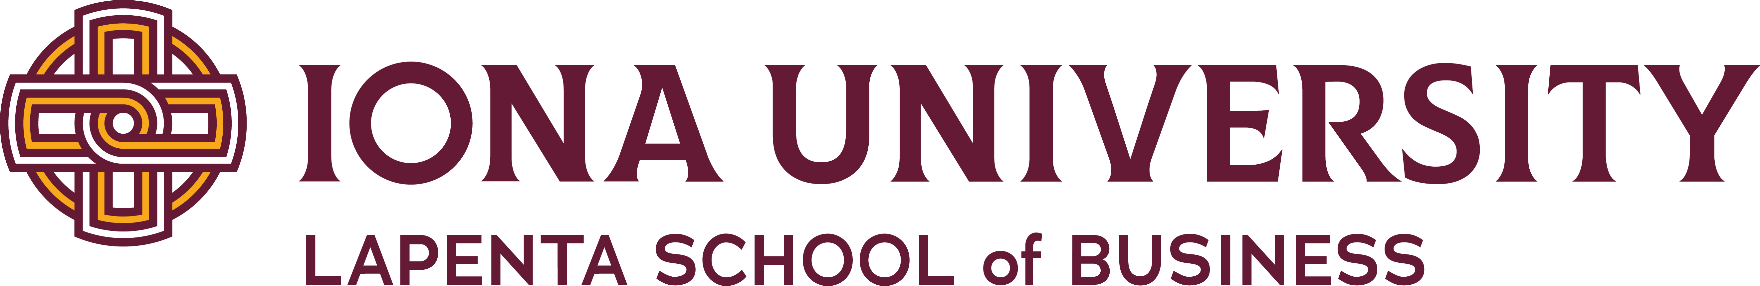 IONA UNIVERSITY
LAPENTA SCHOOL of BUSINESS